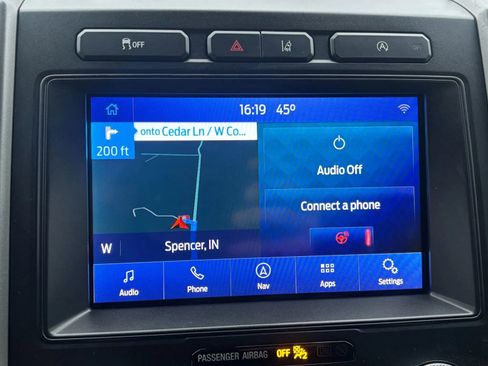 OFF
16:19 45°
onto Cedar Ln / W Co...
200 ft
Audio Off
Connect a phone
W Spencer, IN
Audio Phone Nav Apps Settings
PASSENGER AIRBAG OFF 2